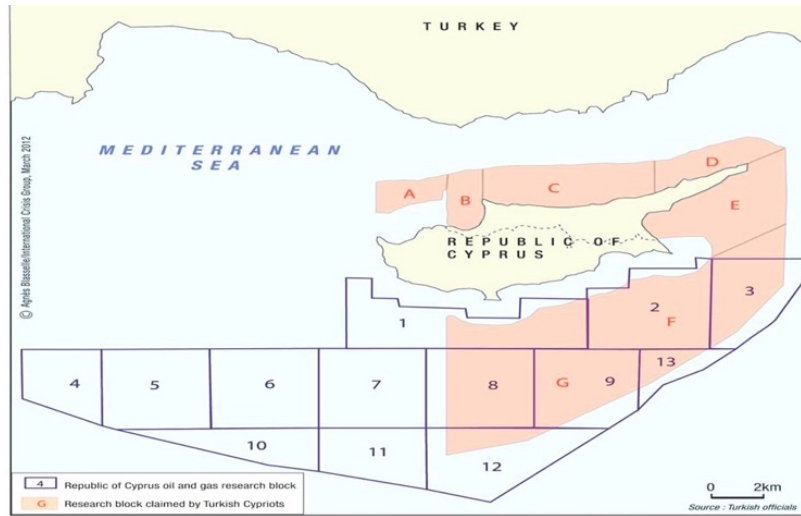 TURKEY
MEDITERRANEAN
SEA
D
A
B
C
E
REPUBLIC OF
CYPRUS
© Agnès Blasselle/International Crisis Group, March 2012
1
2
3
F
4
5
6
7
8
G
9
13
10
11
12
4 Republic of Cyprus oil and gas research block
G Research block claimed by Turkish Cypriots
0 2km
Source : Turkish officials